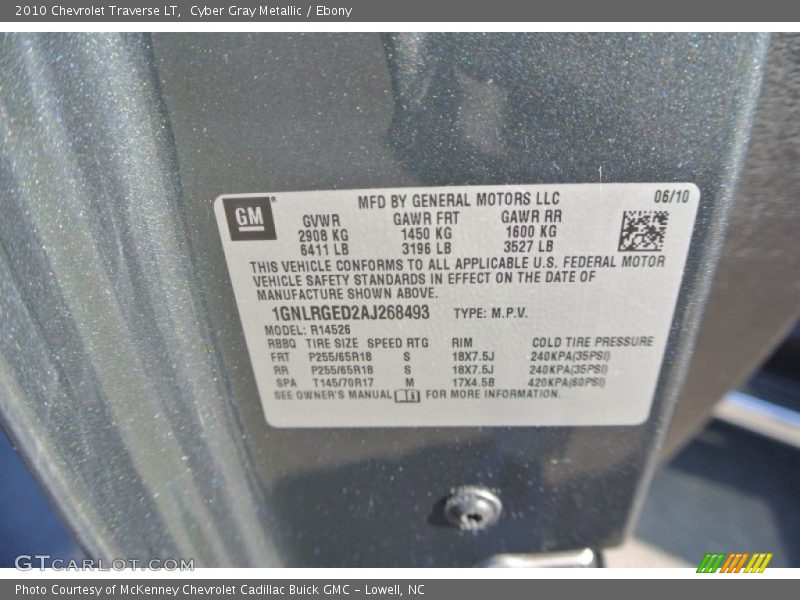 2010 Chevrolet Traverse LT, Cyber Gray Metallic / Ebony
GM
MFD BY GENERAL MOTORS LLC 06/10
GVWR GAWR FRT GAWR RR
2908 KG 1450 KG 1600 KG
6411 LB 3196 LB 3527 LB
THIS VEHICLE CONFORMS TO ALL APPLICABLE U.S. FEDERAL MOTOR
VEHICLE SAFETY STANDARDS IN EFFECT ON THE DATE OF
MANUFACTURE SHOWN ABOVE.
1GNLRGED2AJ268493 TYPE: M.P.V.
MODEL: R14526
RBBQ TIRE SIZE SPEED RTG RIM COLD TIRE PRESSURE
FRT P255/65R18 S 18X7.5J 240KPA(35PSI)
RR P255/65R18 S 18X7.5J 240KPA(35PSI)
SPA T145/70R17 M 17X4.5B 420KPA(60PSI)
SEE OWNER'S MANUAL FOR MORE INFORMATION.
GTCARLOT.COM
Photo Courtesy of McKenney Chevrolet Cadillac Buick GMC – Lowell, NC